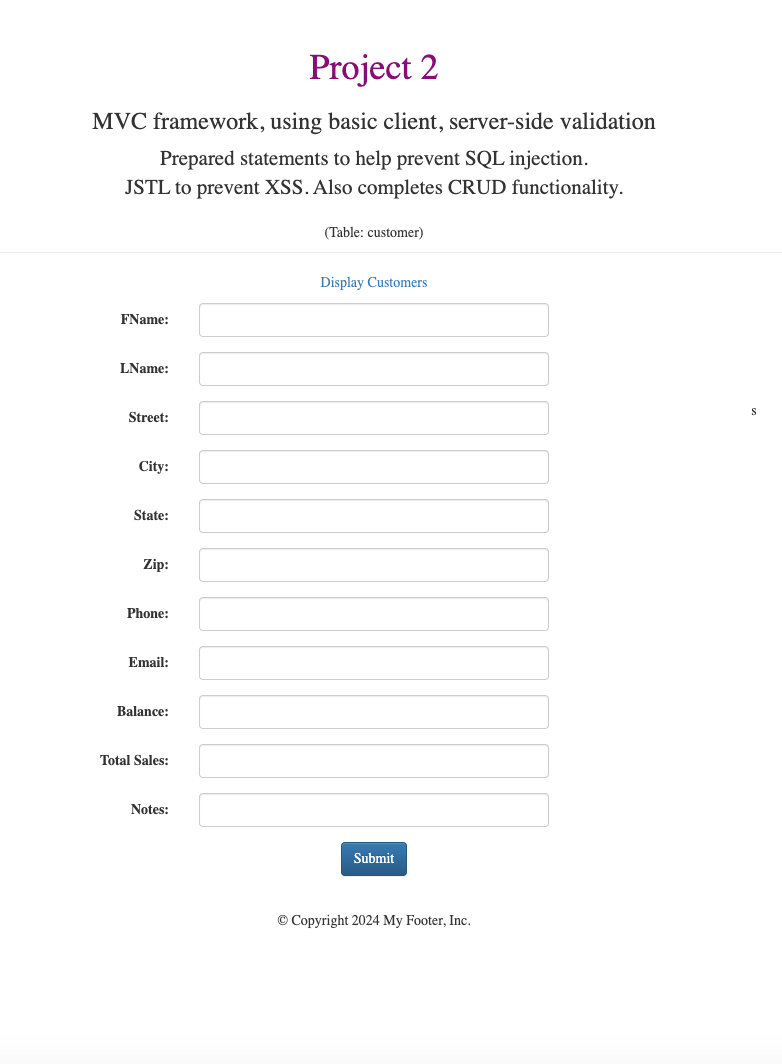 Project 2
MVC framework, using basic client, server-side validation
Prepared statements to help prevent SQL injection.
JSTL to prevent XSS. Also completes CRUD functionality.
(Table: customer)
Display Customers
FName:
LName:
Street:
s
City:
State:
Zip:
Phone:
Email:
Balance:
Total Sales:
Notes:
Submit
© Copyright 2024 My Footer, Inc.